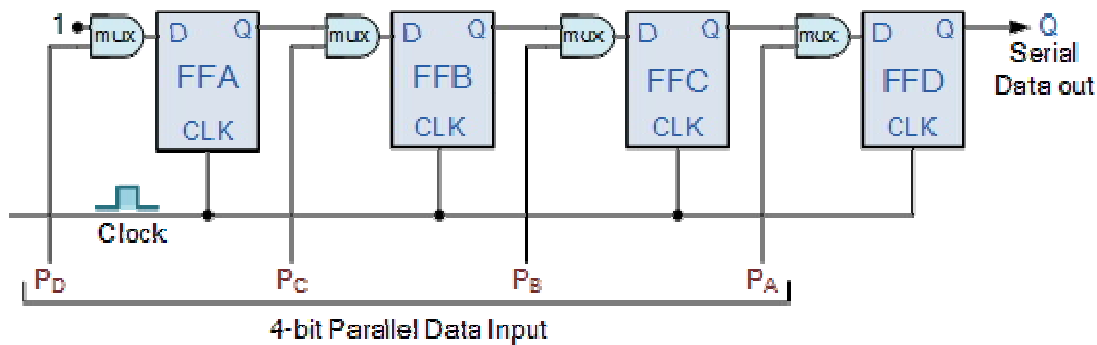 1
mux D Q FFA CLK
mux D Q FFB CLK
mux D Q FFC CLK
mux D Q FFD CLK
Q
Serial
Data out
Clock
PD PC PB PA
4-bit Parallel Data Input